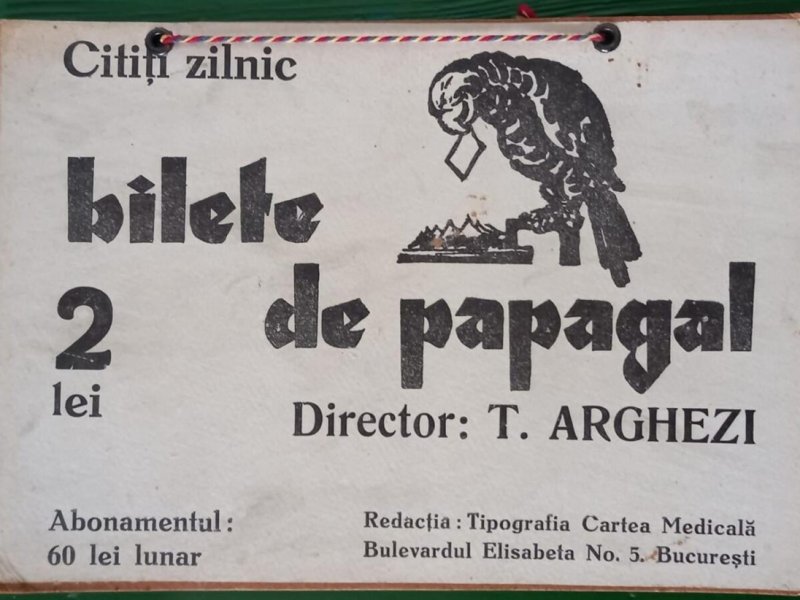 Citiți zilnic
bilete
de papagal
2
lei
Director: T. ARGHEZI
Abonamentul:
60 lei lunar
Redacția: Tipografia Cartea Medicală
Bulevardul Elisabeta No. 5. București